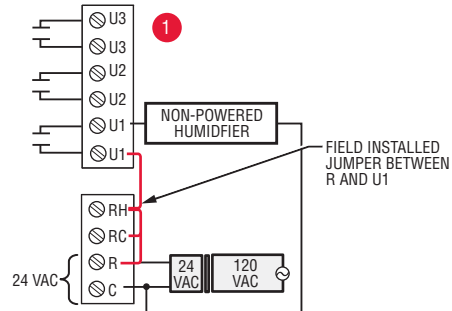 U3
1
U3
U2
U2
U1
NON-POWERED
HUMIDFIER
U1
FIELD INSTALLED
JUMPER BETWEEN
R AND U1
RH
RC
R
24 VAC
C
24
VAC
120
VAC